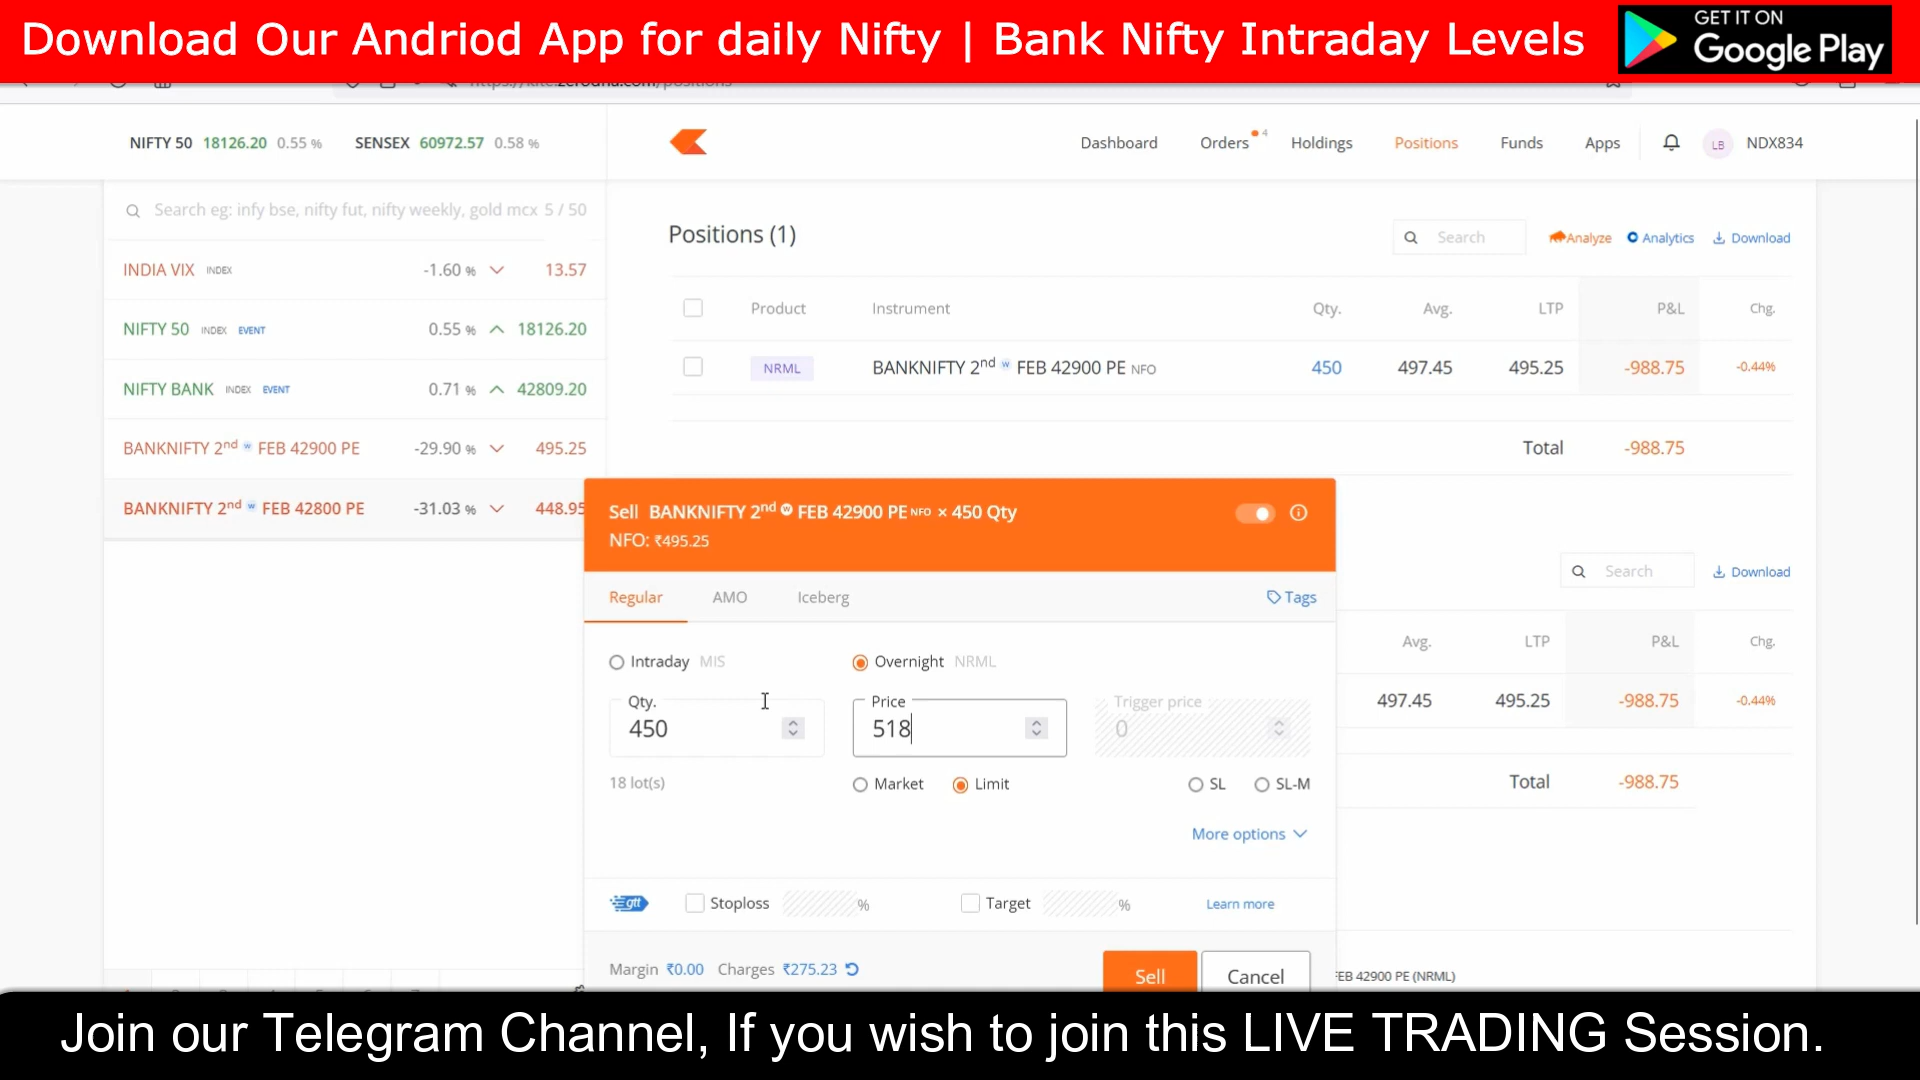 Download Our Andriod App for daily Nifty | Bank Nifty Intraday Levels
GET IT ON
Google Play
NIFTY 50 18126.20 0.55 % SENSEX 60972.57 0.58 %
Dashboard Orders 4 Holdings Positions Funds Apps LB NDX834
Search eg: infy bse, nifty fut, nifty weekly, gold mcx 5 / 50
INDIA VIX INDEX -1.60 % 13.57
NIFTY 50 INDEX EVENT 0.55 % 18126.20
NIFTY BANK INDEX EVENT 0.71 % 42809.20
BANKNIFTY 2nd w FEB 42900 PE -29.90 % 495.25
BANKNIFTY 2nd w FEB 42800 PE -31.03 % 448.95
Positions (1)
Search Analyze Analytics Download
Product Instrument Qty. Avg. LTP P&L Chg.
NRML BANKNIFTY 2nd w FEB 42900 PE NFO 450 497.45 495.25 -988.75 -0.44%
Total -988.75
Sell BANKNIFTY 2nd w FEB 42900 PE NFO × 450 Qty
NFO: ₹495.25
Regular AMO Iceberg Tags
Intraday MIS Overnight NRML
Qty. Price Trigger price
450 518 0
18 lot(s) Market Limit SL SL-M
More options
gtt Stoploss % Target % Learn more
Margin ₹0.00 Charges ₹275.23 Sell Cancel
Search Download
Avg. LTP P&L Chg.
497.45 495.25 -988.75 -0.44%
Total -988.75
FEB 42900 PE (NRML)
Join our Telegram Channel, If you wish to join this LIVE TRADING Session.